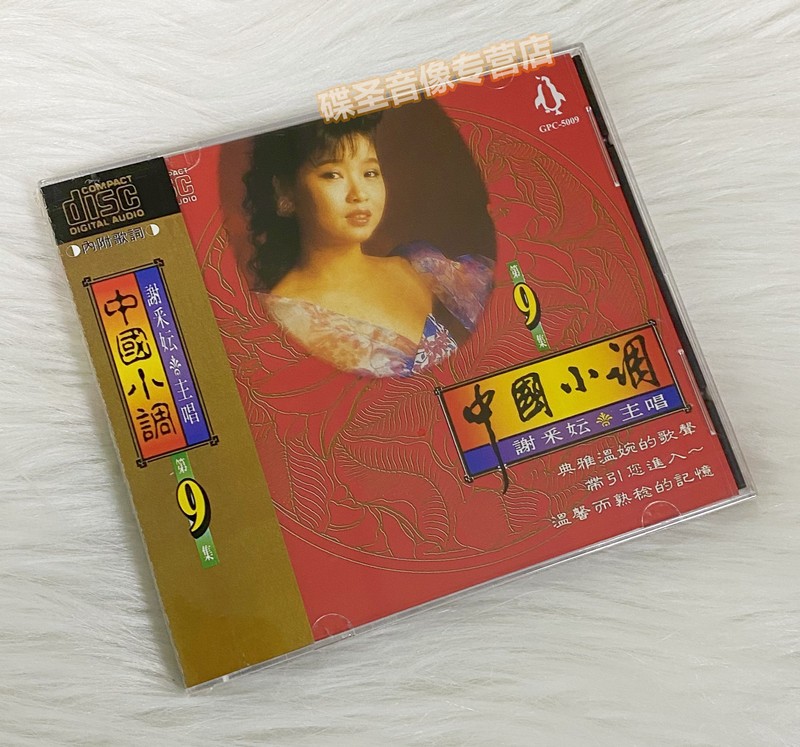 碟圣音像专营店
GPC-5009
COMPACT
disc
DIGITAL AUDIO
PACT
AUDIO
內附歌詞
中國小調
謝采妘 主唱
第9集
第9集
中國小調
謝采妘 主唱
典雅溫婉的歌聲
帶引您進入～
溫馨而熟稔的記憶